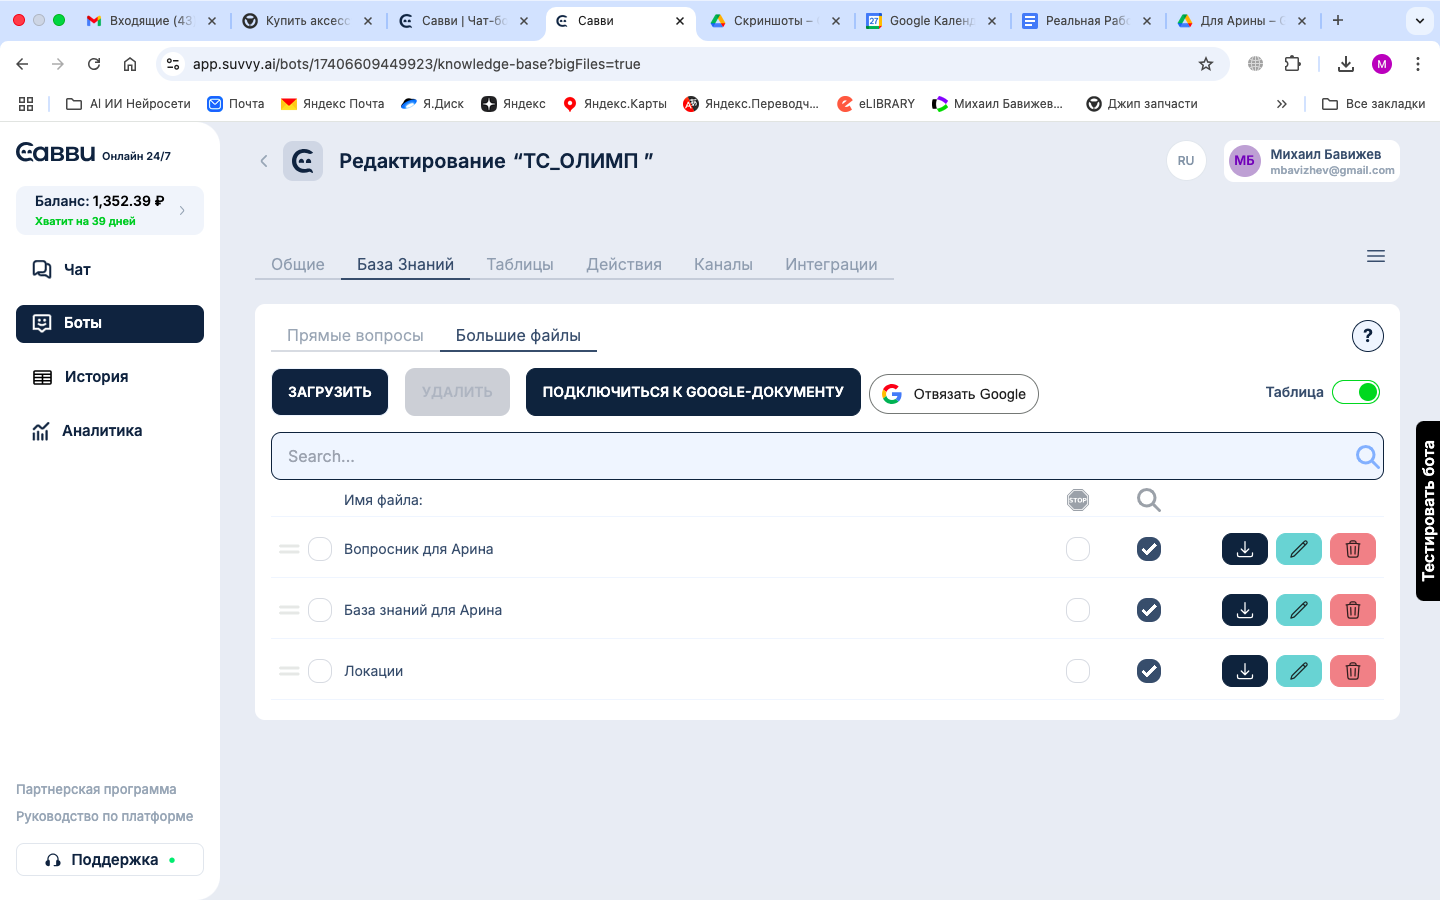 Входящие (43
Купить аксесс
Савви | Чат-бо
Савви
Скриншоты –
Google Календ
Реальная Рабо
Для Арины –
app.suvvy.ai/bots/17406609449923/knowledge-base?bigFiles=true
M
AI ИИ Нейросети
Почта
Яндекс Почта
Я.Диск
Яндекс
Яндекс.Карты
Яндекс.Переводч...
eLIBRARY
Михаил Бавижев...
Джип запчасти
»
Все закладки
Савви Онлайн 24/7
Редактирование “ТС_ОЛИМП ”
RU
МБ
Михаил Бавижев
mbavizhev@gmail.com
Баланс: 1,352.39 ₽
Хватит на 39 дней
Чат
Боты
История
Аналитика
Общие
База Знаний
Таблицы
Действия
Каналы
Интеграции
Прямые вопросы
Большие файлы
?
ЗАГРУЗИТЬ
УДАЛИТЬ
ПОДКЛЮЧИТЬСЯ К GOOGLE-ДОКУМЕНТУ
Отвязать Google
Таблица
Search...
Имя файла:
STOP
Вопросник для Арина
База знаний для Арина
Локации
Тестировать бота
Партнерская программа
Руководство по платформе
Поддержка